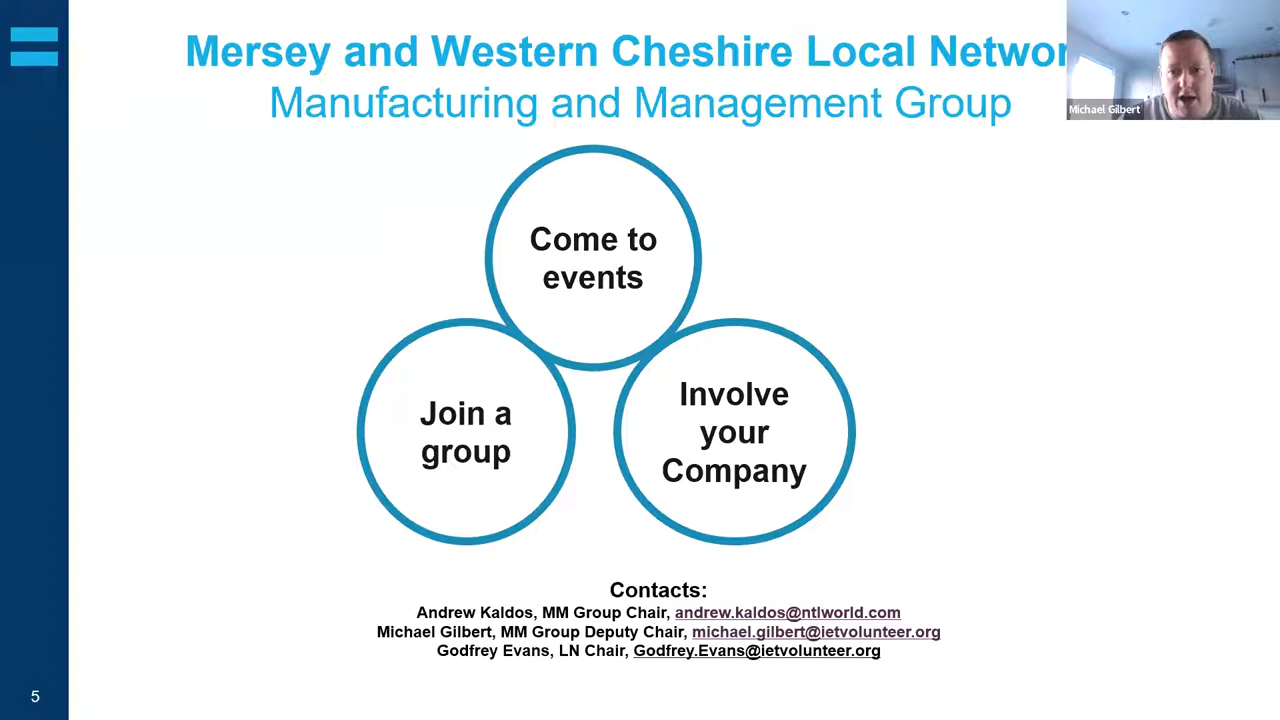 Mersey and Western Cheshire Local Networ
Manufacturing and Management Group
Michael Gilbert
Come to
events
Join a
group
Involve
your
Company
Contacts:
Andrew Kaldos, MM Group Chair, andrew.kaldos@ntlworld.com
Michael Gilbert, MM Group Deputy Chair, michael.gilbert@ietvolunteer.org
Godfrey Evans, LN Chair, Godfrey.Evans@ietvolunteer.org
5